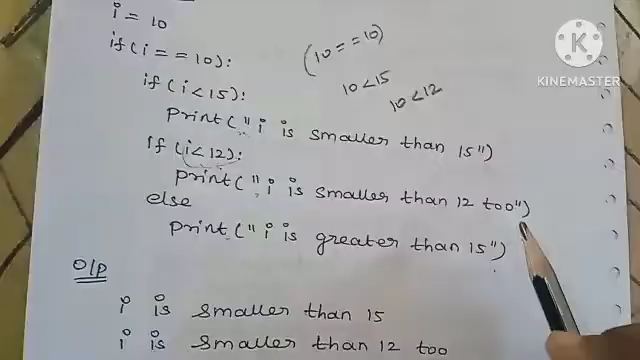 i = 10
if(i == 10):
(10 == 10)
if(i<15):
10<15
10<12
print("i is smaller than 15")
if (i<12):
print("i is smaller than 12 too")
else
print("i is greater than 15")
O/p
i is smaller than 15
i is smaller than 12 too
K
KINEMASTER